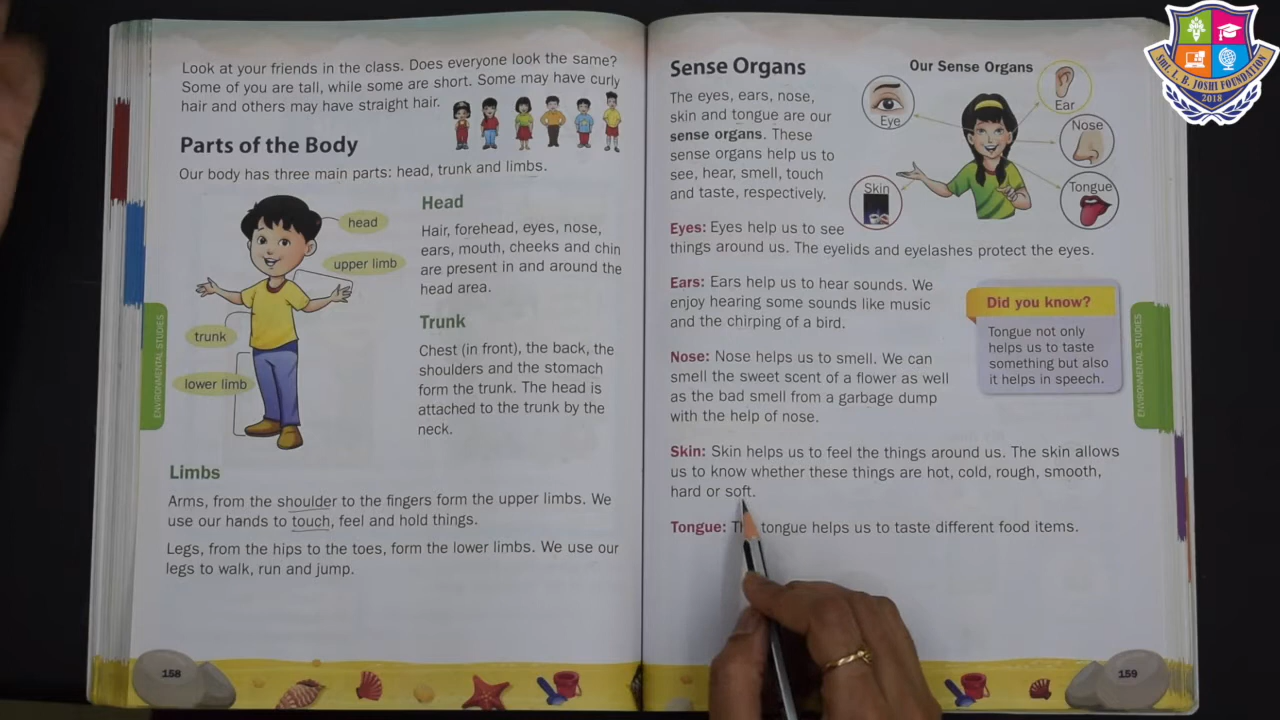 Look at your friends in the class. Does everyone look the same?
Some of you are tall, while some are short. Some may have curly
hair and others may have straight hair.
Parts of the Body
Our body has three main parts: head, trunk and limbs.
head
upper limb
trunk
lower limb
Head
Hair, forehead, eyes, nose,
ears, mouth, cheeks and chin
are present in and around the
head area.
Trunk
Chest (in front), the back, the
shoulders and the stomach
form the trunk. The head is
attached to the trunk by the
neck.
Limbs
Arms, from the shoulder to the fingers form the upper limbs. We
use our hands to touch, feel and hold things.
Legs, from the hips to the toes, form the lower limbs. We use our
legs to walk, run and jump.
ENVIRONMENTAL STUDIES
158
Sense Organs
The eyes, ears, nose,
skin and tongue are our
sense organs. These
sense organs help us to
see, hear, smell, touch
and taste, respectively.
Our Sense Organs
Eye
Ear
Nose
Skin
Tongue
Eyes: Eyes help us to see
things around us. The eyelids and eyelashes protect the eyes.
Ears: Ears help us to hear sounds. We
enjoy hearing some sounds like music
and the chirping of a bird.
Nose: Nose helps us to smell. We can
smell the sweet scent of a flower as well
as the bad smell from a garbage dump
with the help of nose.
Did you know?
Tongue not only
helps us to taste
something but also
it helps in speech.
Skin: Skin helps us to feel the things around us. The skin allows
us to know whether these things are hot, cold, rough, smooth,
hard or soft.
Tongue: tongue helps us to taste different food items.
ENVIRONMENTAL STUDIES
159
SMT. I. B. JOSHI FOUNDATION
2018